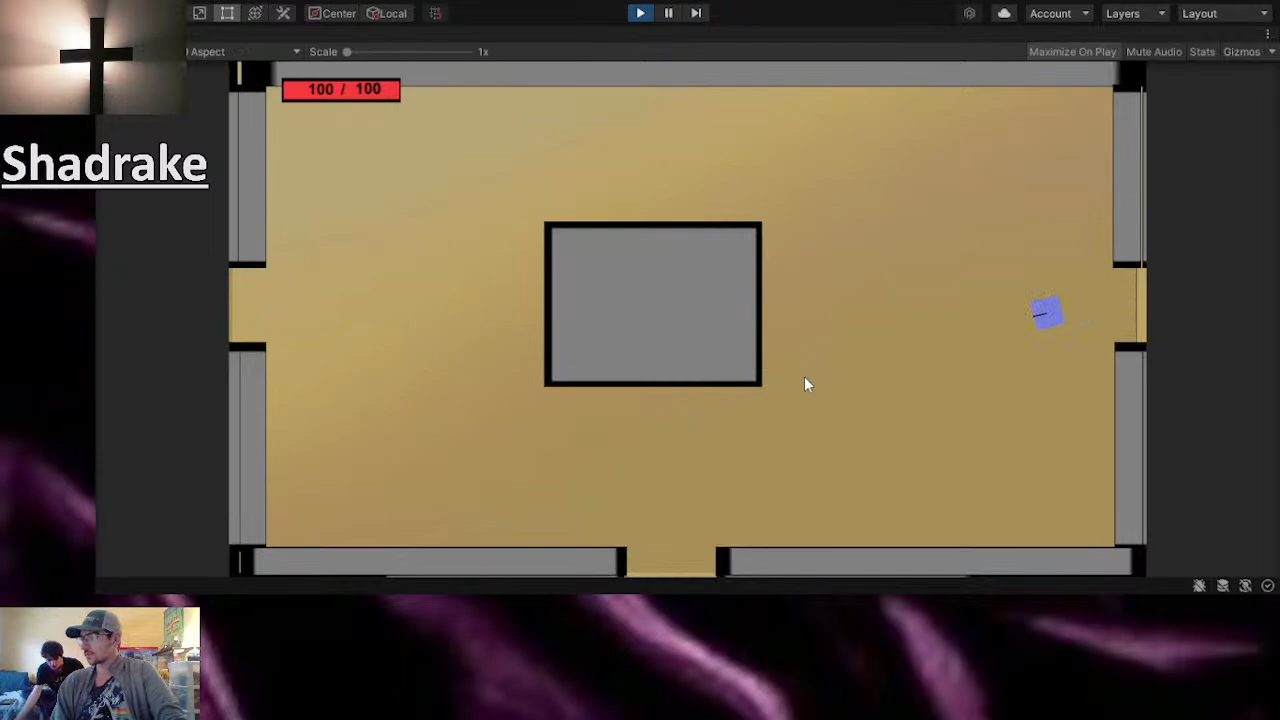 Center
Local
Account
Layers
Layout
Aspect
Scale
1x
Maximize On Play
Mute Audio
Stats
Gizmos
100 / 100
Shadrake